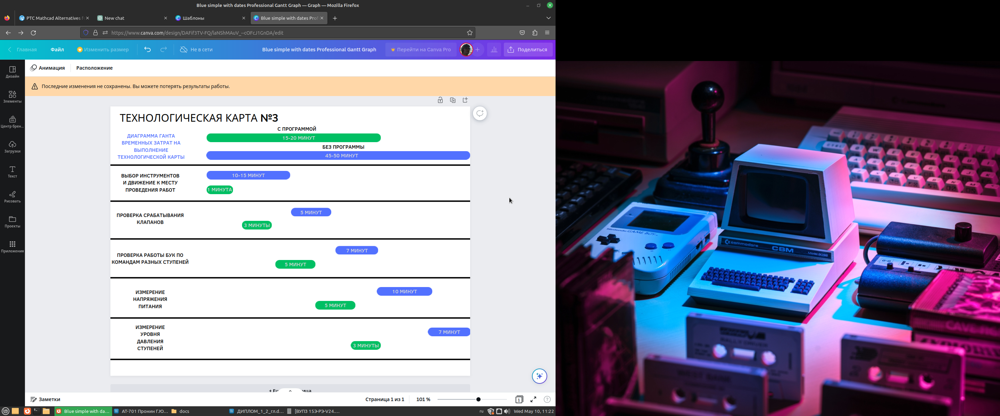 Blue simple with dates Professional Gantt Graph — Graph — Mozilla Firefox
PTC Mathcad Alternatives f
New chat
Шаблоны
Blue simple with dates Prof
https://www.canva.com/design/DAFif3TV-FQ/laNShMAuV_--cOFcJ1GnDA/edit
Главная
Файл
Изменить размер
Не в сети
Blue simple with dates Professional Gantt Graph
Перейти на Canva Pro
Поделиться
Анимация
Расположение
Последние изменения не сохранены. Вы можете потерять результаты работы.
Дизайн
Элементы
Центр брен...
Загрузки
Текст
Рисовать
Проекты
Приложения
ТЕХНОЛОГИЧЕСКАЯ КАРТА №3
С ПРОГРАММОЙ
15-20 МИНУТ
БЕЗ ПРОГРАММЫ
45-50 МИНУТ
ДИАГРАММА ГАНТА
ВРЕМЕННЫХ ЗАТРАТ НА
ВЫПОЛНЕНИЕ
ТЕХНОЛОГИЧЕСКОЙ КАРТЫ
ВЫБОР ИНСТРУМЕНТОВ
И ДВИЖЕНИЕ К МЕСТУ
ПРОВЕДЕНИЯ РАБОТ
10-15 МИНУТ
1 МИНУТА
ПРОВЕРКА СРАБАТЫВАНИЯ
КЛАПАНОВ
5 МИНУТ
3 МИНУТЫ
ПРОВЕРКА РАБОТЫ БУК ПО
КОМАНДАМ РАЗНЫХ СТУПЕНЕЙ
7 МИНУТ
5 МИНУТ
ИЗМЕРЕНИЕ
НАПРЯЖЕНИЯ
ПИТАНИЯ
10 МИНУТ
5 МИНУТ
ИЗМЕРЕНИЕ
УРОВНЯ
ДАВЛЕНИЯ
СТУПЕНЕЙ
7 МИНУТ
3 МИНУТЫ
Заметки
Страница 1 из 1
101 %
1
Blue simple with da...
АТ-701 Пронин Г.Ю...
docs
ДИПЛОМ_1_2_гл.d...
[ВУПЗ 15Э-РЭ-V24....
ru
Wed May 10, 11:22
Nintendo GAME BOY
commodore
CBM
Model 8032